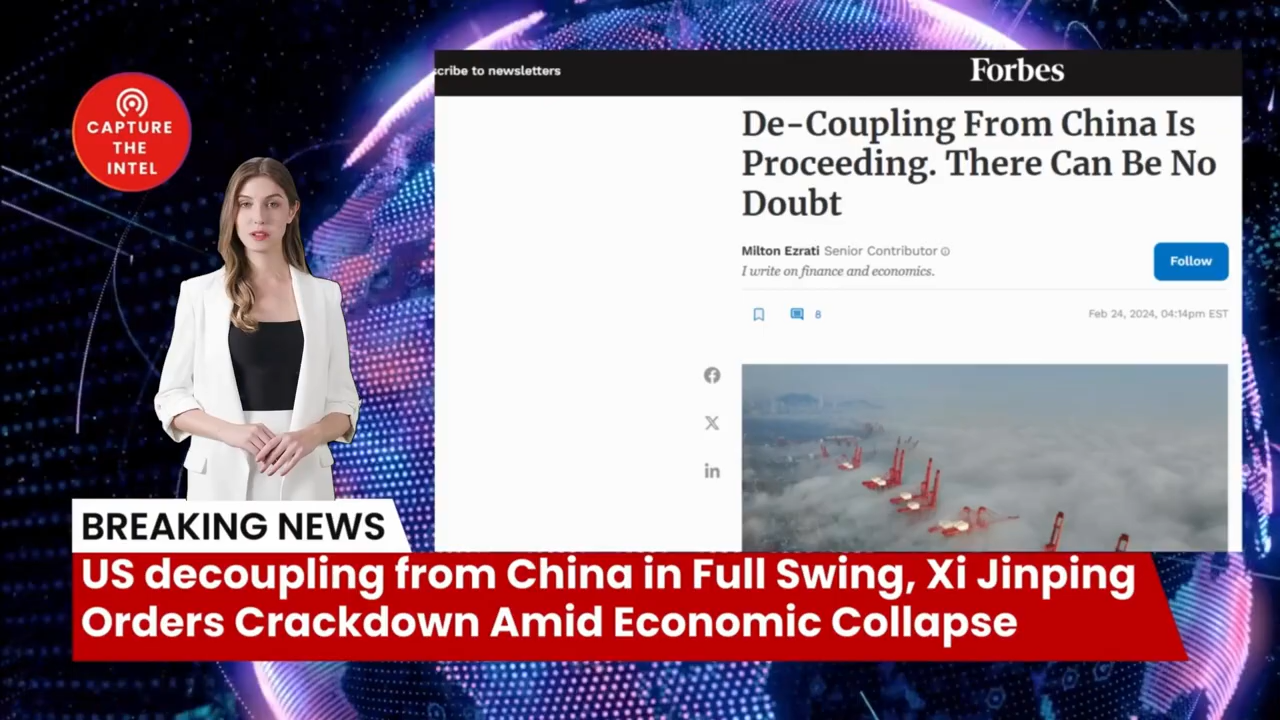 CAPTURE
THE
INTEL
scribe to newsletters
Forbes
De-Coupling From China Is
Proceeding. There Can Be No
Doubt
Milton Ezrati Senior Contributor
I write on finance and economics.
Follow
8
Feb 24, 2024, 04:14pm EST
BREAKING NEWS
US decoupling from China in Full Swing, Xi Jinping
Orders Crackdown Amid Economic Collapse